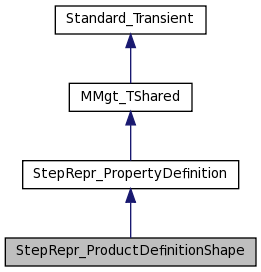 Standard_Transient
MMgt_TShared
StepRepr_PropertyDefinition
StepRepr_ProductDefinitionShape